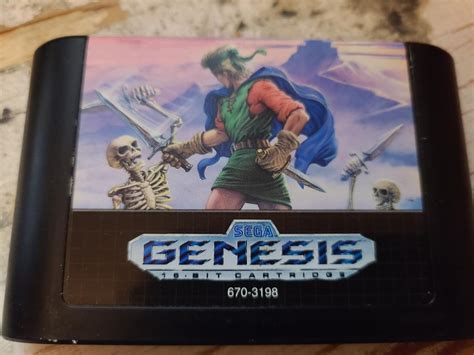 SEGA
GENESIS
16-BIT CARTRIDGE
670-3198